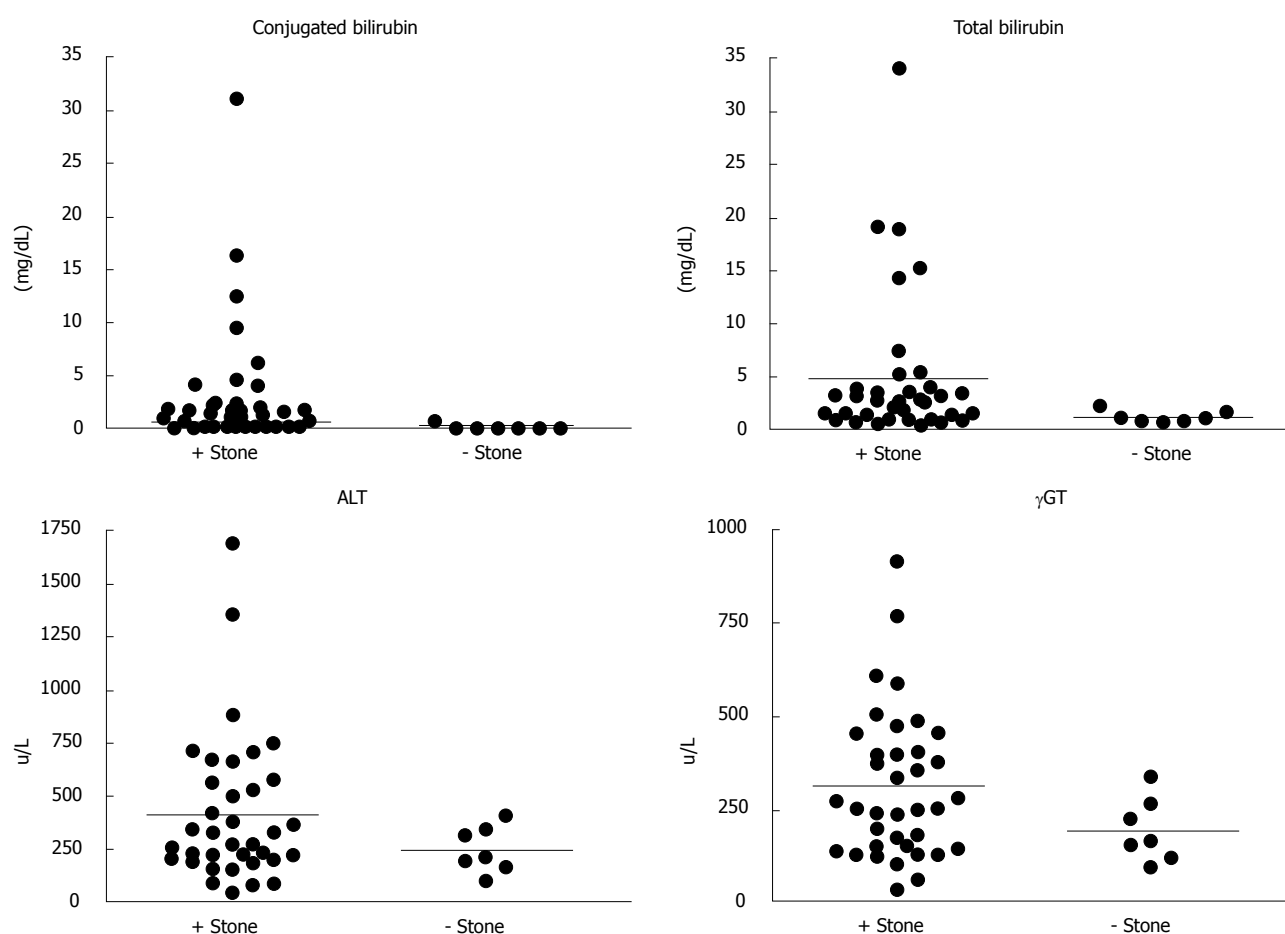 Conjugated bilirubin
35
30
25
20
15
10
5
0
(mg/dL)
+ Stone
- Stone
Total bilirubin
35
30
25
20
15
10
5
0
(mg/dL)
+ Stone
- Stone
ALT
1750
1500
1250
1000
750
500
250
0
u/L
+ Stone
- Stone
γGT
1000
750
500
250
0
u/L
+ Stone
- Stone